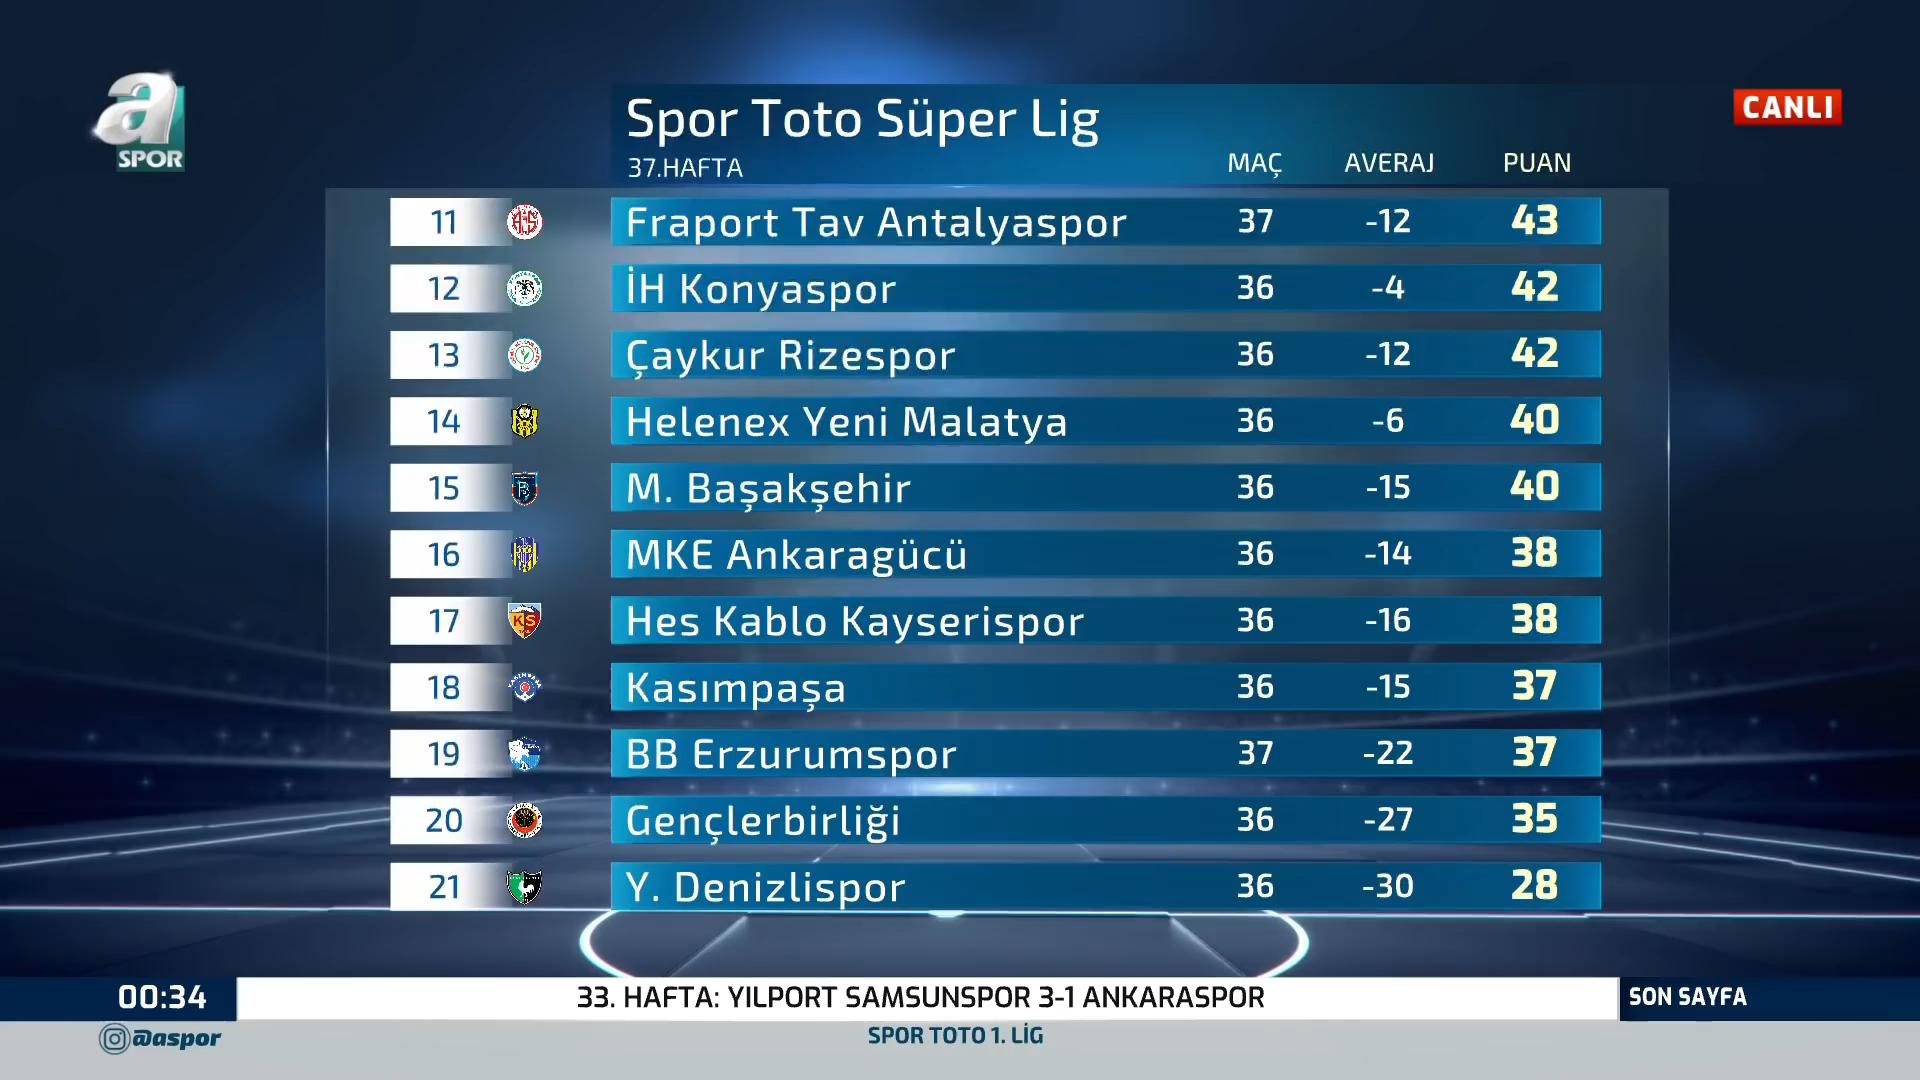 a
SPOR
Spor Toto Süper Lig
CANLI
37.HAFTA MAÇ AVERAJ PUAN
11 Fraport Tav Antalyaspor 37 -12 43
12 İH Konyaspor 36 -4 42
13 Çaykur Rizespor 36 -12 42
14 Helenex Yeni Malatya 36 -6 40
15 M. Başakşehir 36 -15 40
16 MKE Ankaragücü 36 -14 38
17 Hes Kablo Kayserispor 36 -16 38
18 Kasımpaşa 36 -15 37
19 BB Erzurumspor 37 -22 37
20 Gençlerbirliği 36 -27 35
21 Y. Denizlispor 36 -30 28
00:34 33. HAFTA: YILPORT SAMSUNSPOR 3-1 ANKARASPOR SON SAYFA
@aspor SPOR TOTO 1. LİG